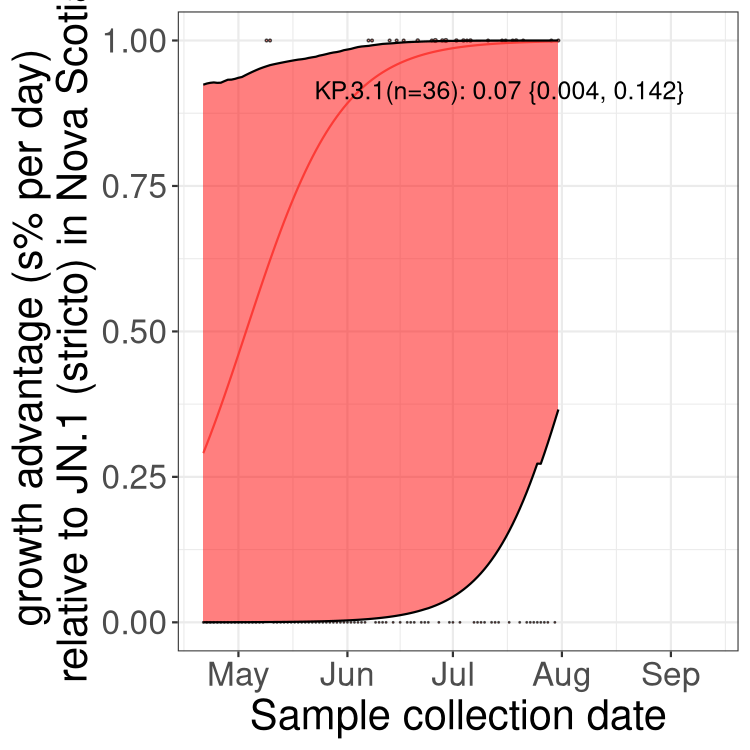 growth advantage (s% per day)
relative to JN.1 (stricto) in Nova Scotia
1.00
0.75
0.50
0.25
0.00
KP.3.1(n=36): 0.07 {0.004, 0.142}
May Jun Jul Aug Sep
Sample collection date